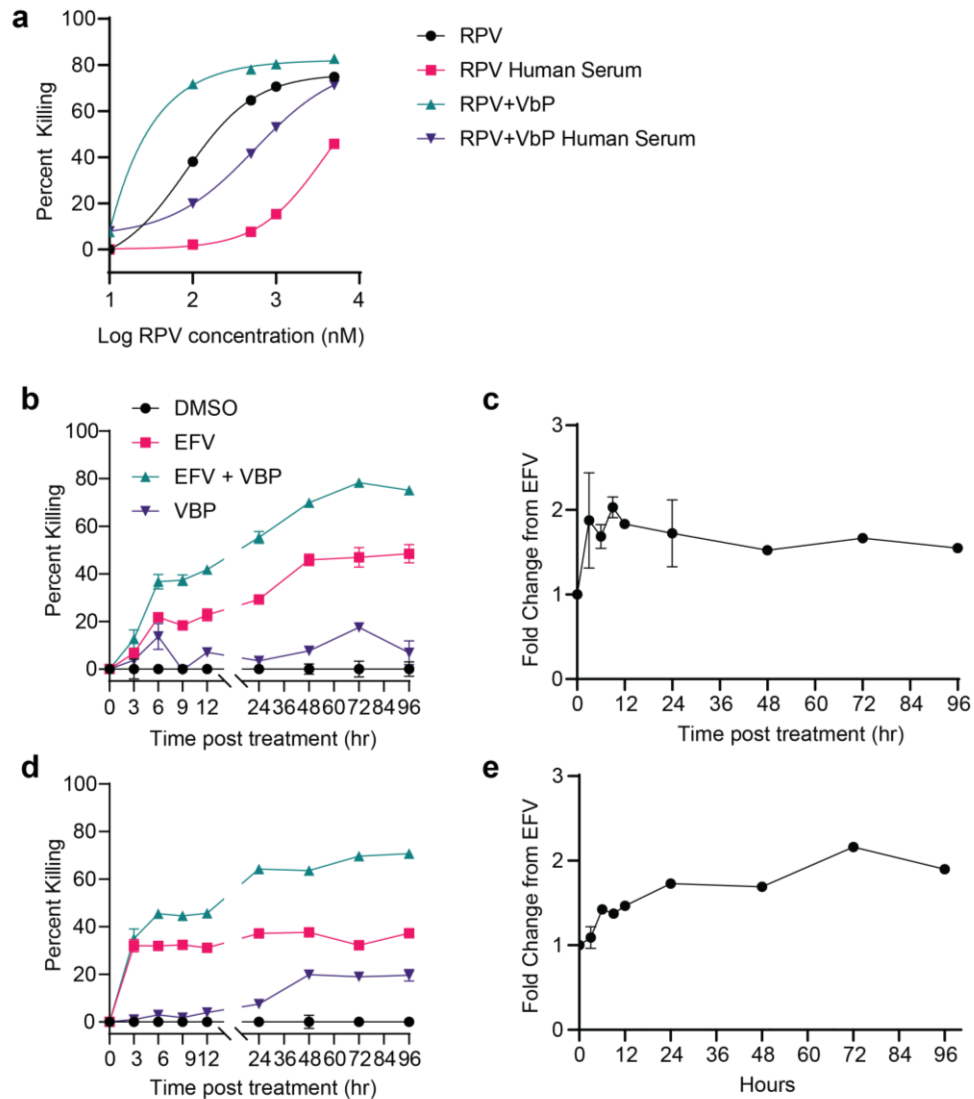 a
100
80
60
40
20
0
Percent Killing
1 2 3 4
Log RPV concentration (nM)
RPV
RPV Human Serum
RPV+VbP
RPV+VbP Human Serum
b
DMSO
EFV
EFV + VBP
VBP
100
80
60
40
20
0
Percent Killing
0 3 6 9 12 24 36 48 60 72 84 96
Time post treatment (hr)
c
3
2
1
0
Fold Change from EFV
0 12 24 36 48 60 72 84 96
Time post treatment (hr)
d
100
80
60
40
20
0
Percent Killing
0 3 6 9 12 24 36 48 60 72 84 96
Time post treatment (hr)
e
3
2
1
0
Fold Change from EFV
0 12 24 36 48 60 72 84 96
Hours